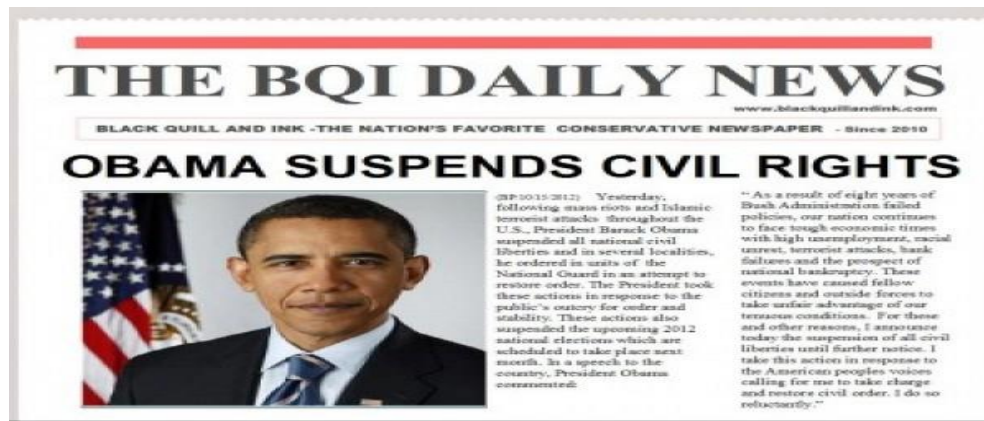 THE BQI DAILY NEWS
www.blackquillandink.com
BLACK QUILL AND INK -THE NATION'S FAVORITE CONSERVATIVE NEWSPAPER - Since 2010
OBAMA SUSPENDS CIVIL RIGHTS
(BP:10/15/2012) Yesterday,
following mass riots and Islamic
terrorist attacks throughout the
U.S., President Barack Obama
suspended all national civil
liberties and in several localities,
he ordered in units of the
National Guard in an attempt to
restore order. The President took
these actions in response to the
public's outcry for order and
stability. These actions also
suspended the upcoming 2012
national elections which are
scheduled to take place next
month. In a speech to the
country, President Obama
commented:
" As a result of eight years of
Bush Administration failed
policies, our nation continues
to face tough economic times
with high unemployment, racial
unrest, terrorist attacks, bank
failures and the prospect of
national bankruptcy. These
events have caused fellow
citizens and outside forces to
take unfair advantage of our
tenuous conditions. For these
and other reasons, I announce
today the suspension of all civil
liberties until further notice. I
take this action in response to
the American peoples voices
calling for me to take charge
and restore civil order. I do so
reluctantly."